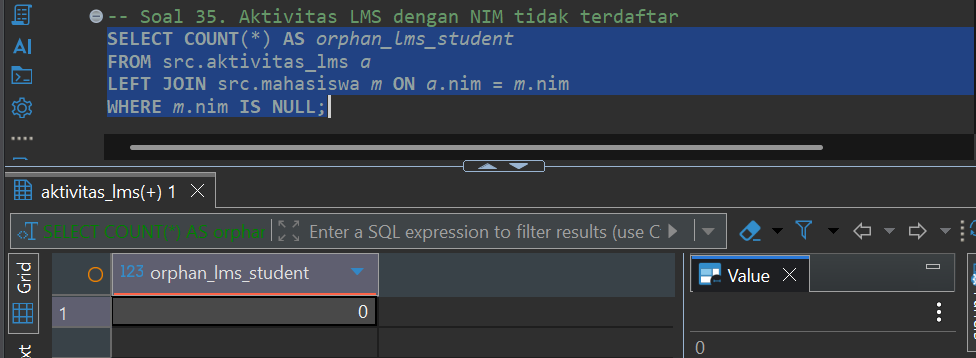 -- Soal 35. Aktivitas LMS dengan NIM tidak terdaftar
AI
SELECT COUNT(*) AS orphan_lms_student
FROM src.aktivitas_lms a
LEFT JOIN src.mahasiswa m ON a.nim = m.nim
WHERE m.nim IS NULL;
aktivitas_lms(+) 1
SELECT COUNT(*) AS orphan
Enter a SQL expression to filter results (use C
Grid
123 orphan_lms_student
Value
1
0
0